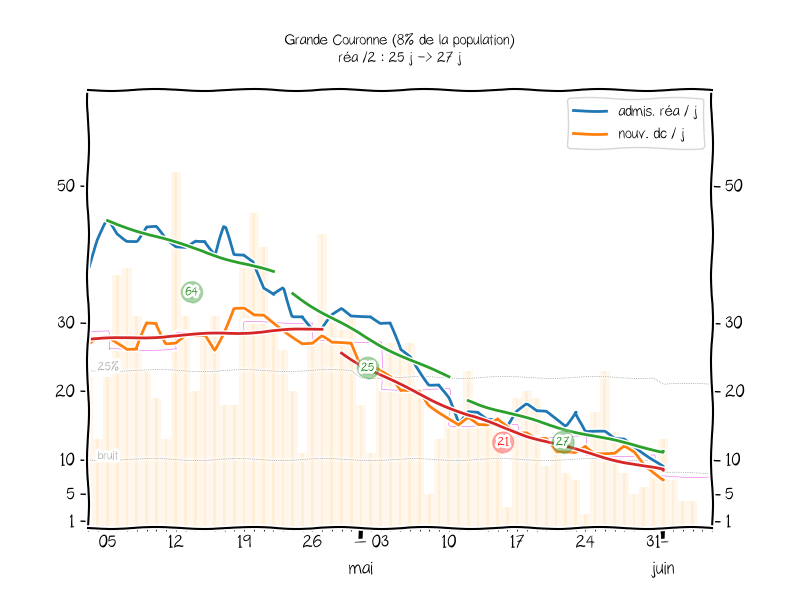 Grande Couronne (8% de la population)
réa /2 : 25 j -> 27 j
admis. réa / j
nouv. dc / j
50
50
64
30
30
25%
25
20
20
21
27
bruit
10
10
5
5
1
1
05 12 19 26 03 10 17 24 31
mai juin